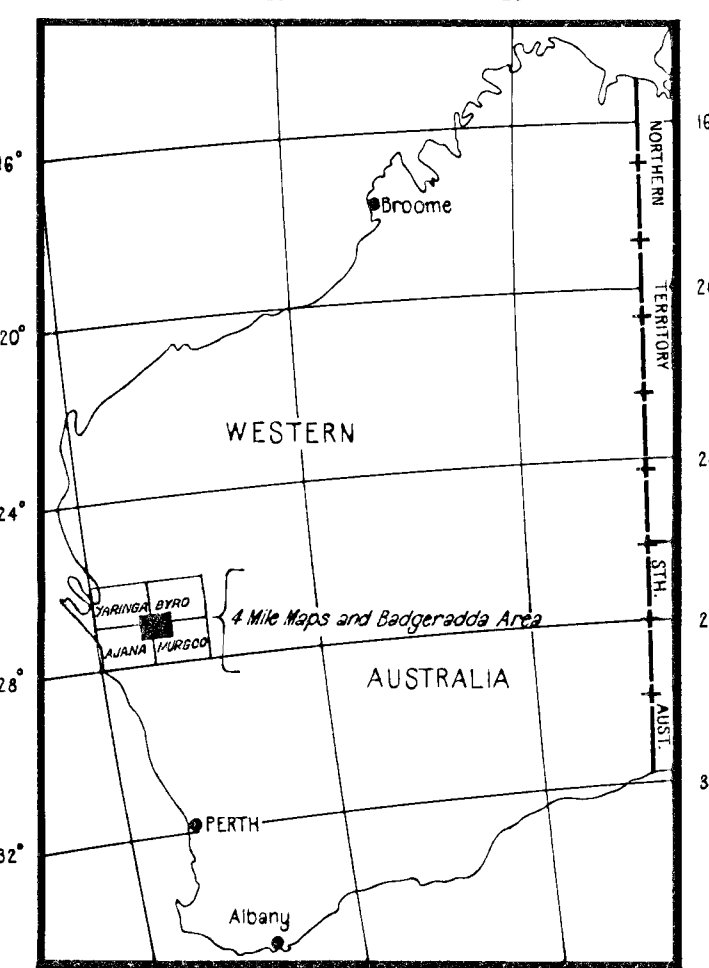 16°
16
NORTHERN
Broome
20°
TERRITORY
WESTERN
24°
STH.
YARINGA BYRO
4 Mile Maps and Badgeradda Area
AJANA MURGOO
28°
AUSTRALIA
AUST.
PERTH
32°
Albany